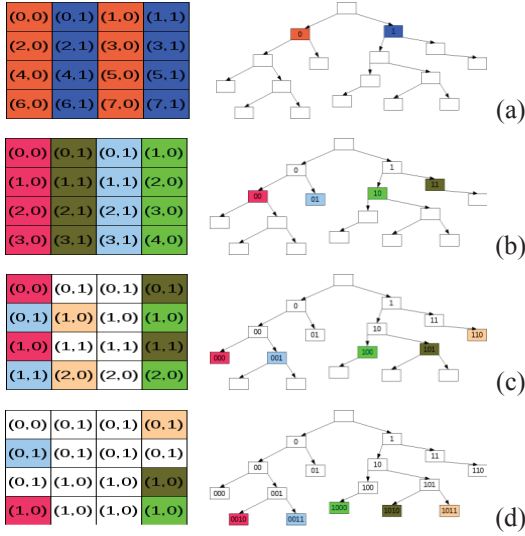 (0,0) (0,1) (1,0) (1,1)
(2,0) (2,1) (3,0) (3,1)
(4,0) (4,1) (5,0) (5,1)
(6,0) (6,1) (7,0) (7,1)
0 1
(a)
(0,0) (0,1) (0,1) (1,0)
(1,0) (1,1) (1,1) (2,0)
(2,0) (2,1) (2,1) (3,0)
(3,0) (3,1) (3,1) (4,0)
0 1
00 01 10 11
(b)
(0,0) (0,1) (0,1) (0,1)
(0,1) (1,0) (1,0) (1,0)
(1,0) (1,1) (1,1) (1,1)
(1,1) (2,0) (2,0) (2,0)
0 1
00 01 10 11
000 001 100 101 110
(c)
(0,0) (0,1) (0,1) (0,1)
(0,1) (0,1) (0,1) (0,1)
(0,1) (1,0) (1,0) (1,0)
(1,0) (1,0) (1,0) (1,0)
0 1
00 01 10 11
000 001 100 101 110
0010 0011 1000 1010 1011
(d)